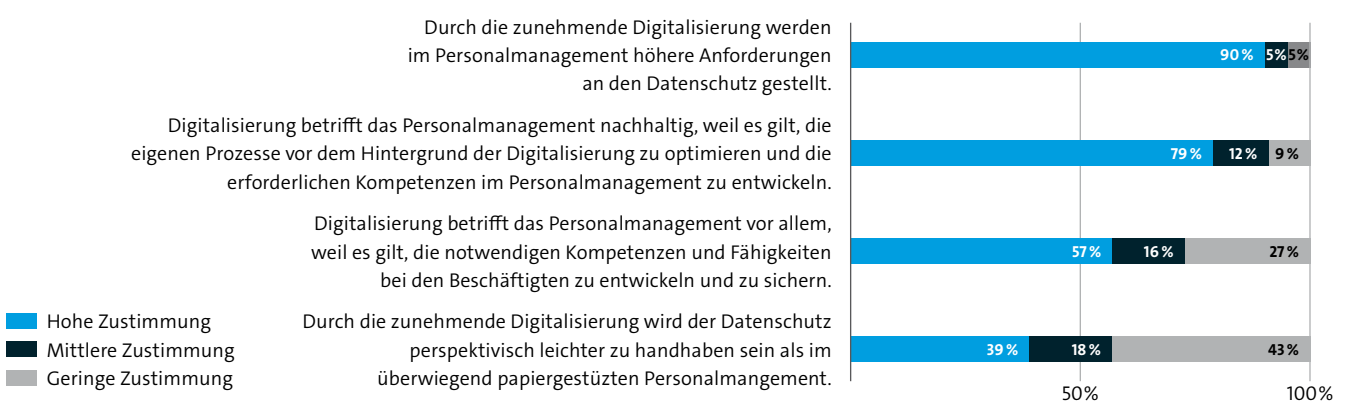 Durch die zunehmende Digitalisierung werden
im Personalmanagement höhere Anforderungen
an den Datenschutz gestellt.
90 % 5% 5%
Digitalisierung betrifft das Personalmanagement nachhaltig, weil es gilt, die
eigenen Prozesse vor dem Hintergrund der Digitalisierung zu optimieren und die
erforderlichen Kompetenzen im Personalmanagement zu entwickeln.
79 % 12 % 9 %
Digitalisierung betrifft das Personalmanagement vor allem,
weil es gilt, die notwendigen Kompetenzen und Fähigkeiten
bei den Beschäftigten zu entwickeln und zu sichern.
57 % 16 % 27 %
Durch die zunehmende Digitalisierung wird der Datenschutz
perspektivisch leichter zu handhaben sein als im
überwiegend papiergestüzten Personalmangement.
39 % 18 % 43 %
50 % 100 %
Hohe Zustimmung
Mittlere Zustimmung
Geringe Zustimmung